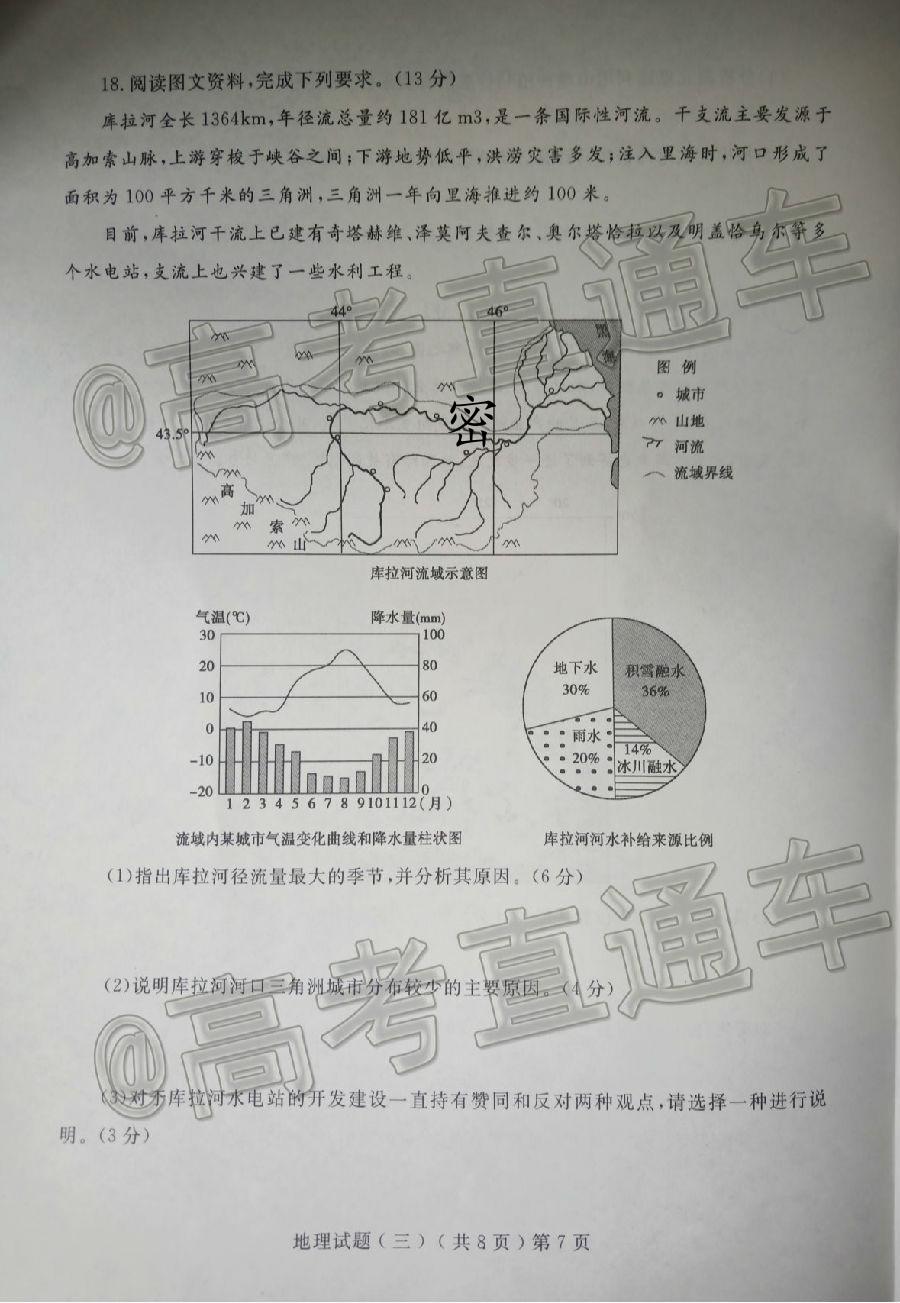 18.阅读图文资料,完成下列要求。(13分)
库拉河全长1364km,年径流总量约181亿m3,是一条国际性河流。干支流主要发源于
高加索山脉,上游穿梭于峡谷之间;下游地势低平,洪涝灾害多发;注入里海时,河口形成了
面积为100平方千米的三角洲,三角洲一年向里海推进约100米。
目前,库拉河干流上已建有奇塔赫维、泽莫阿夫查尔、奥尔塔恰拉以及明盖恰乌尔等多
个水电站,支流上也兴建了一些水利工程。
@高考直通车
44° 46°
黑
海
43.5°
密
高
加
索
山
图 例
城市
山地
河流
流域界线
库拉河流域示意图
气温(℃) 降水量(mm)
30 100
20 80
10 60
0 40
-10 20
-20 0
1 2 3 4 5 6 7 8 9 10 11 12 (月)
流域内某城市气温变化曲线和降水量柱状图
地下水
30%
积雪融水
36%
雨水
20%
14%
冰川融水
库拉河河水补给来源比例
(1)指出库拉河径流量最大的季节,并分析其原因。(6分)
(2)说明库拉河河口三角洲城市分布较少的主要原因。(4分)
@高考直通车
(3)对于库拉河水电站的开发建设一直持有赞同和反对两种观点,请选择一种进行说
明。(3分)
地理试题(三)(共8页)第7页